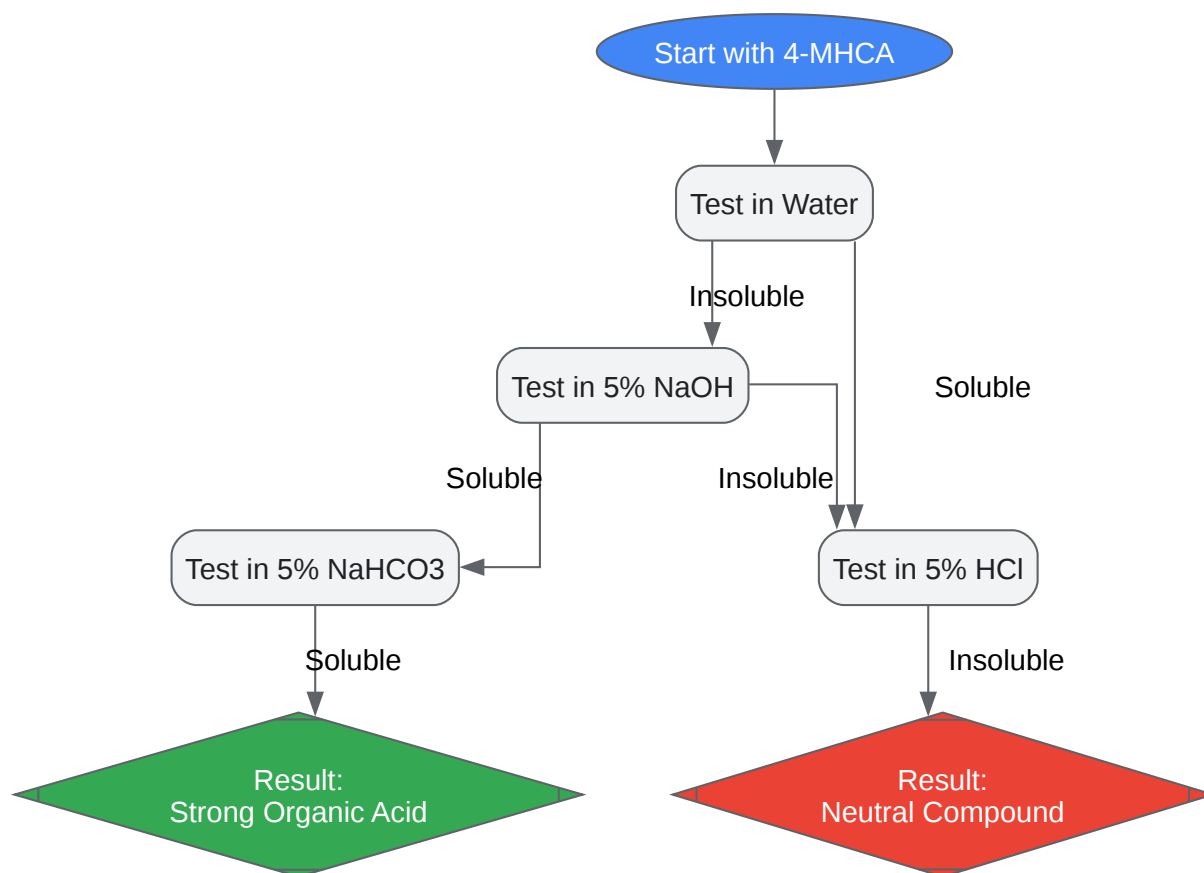 Start with 4-MHCA
Test in Water
Insoluble
Test in 5% NaOH
Soluble
Soluble
Insoluble
Test in 5% NaHCO3
Test in 5% HCl
Soluble
Insoluble
Result:
Strong Organic Acid
Result:
Neutral Compound